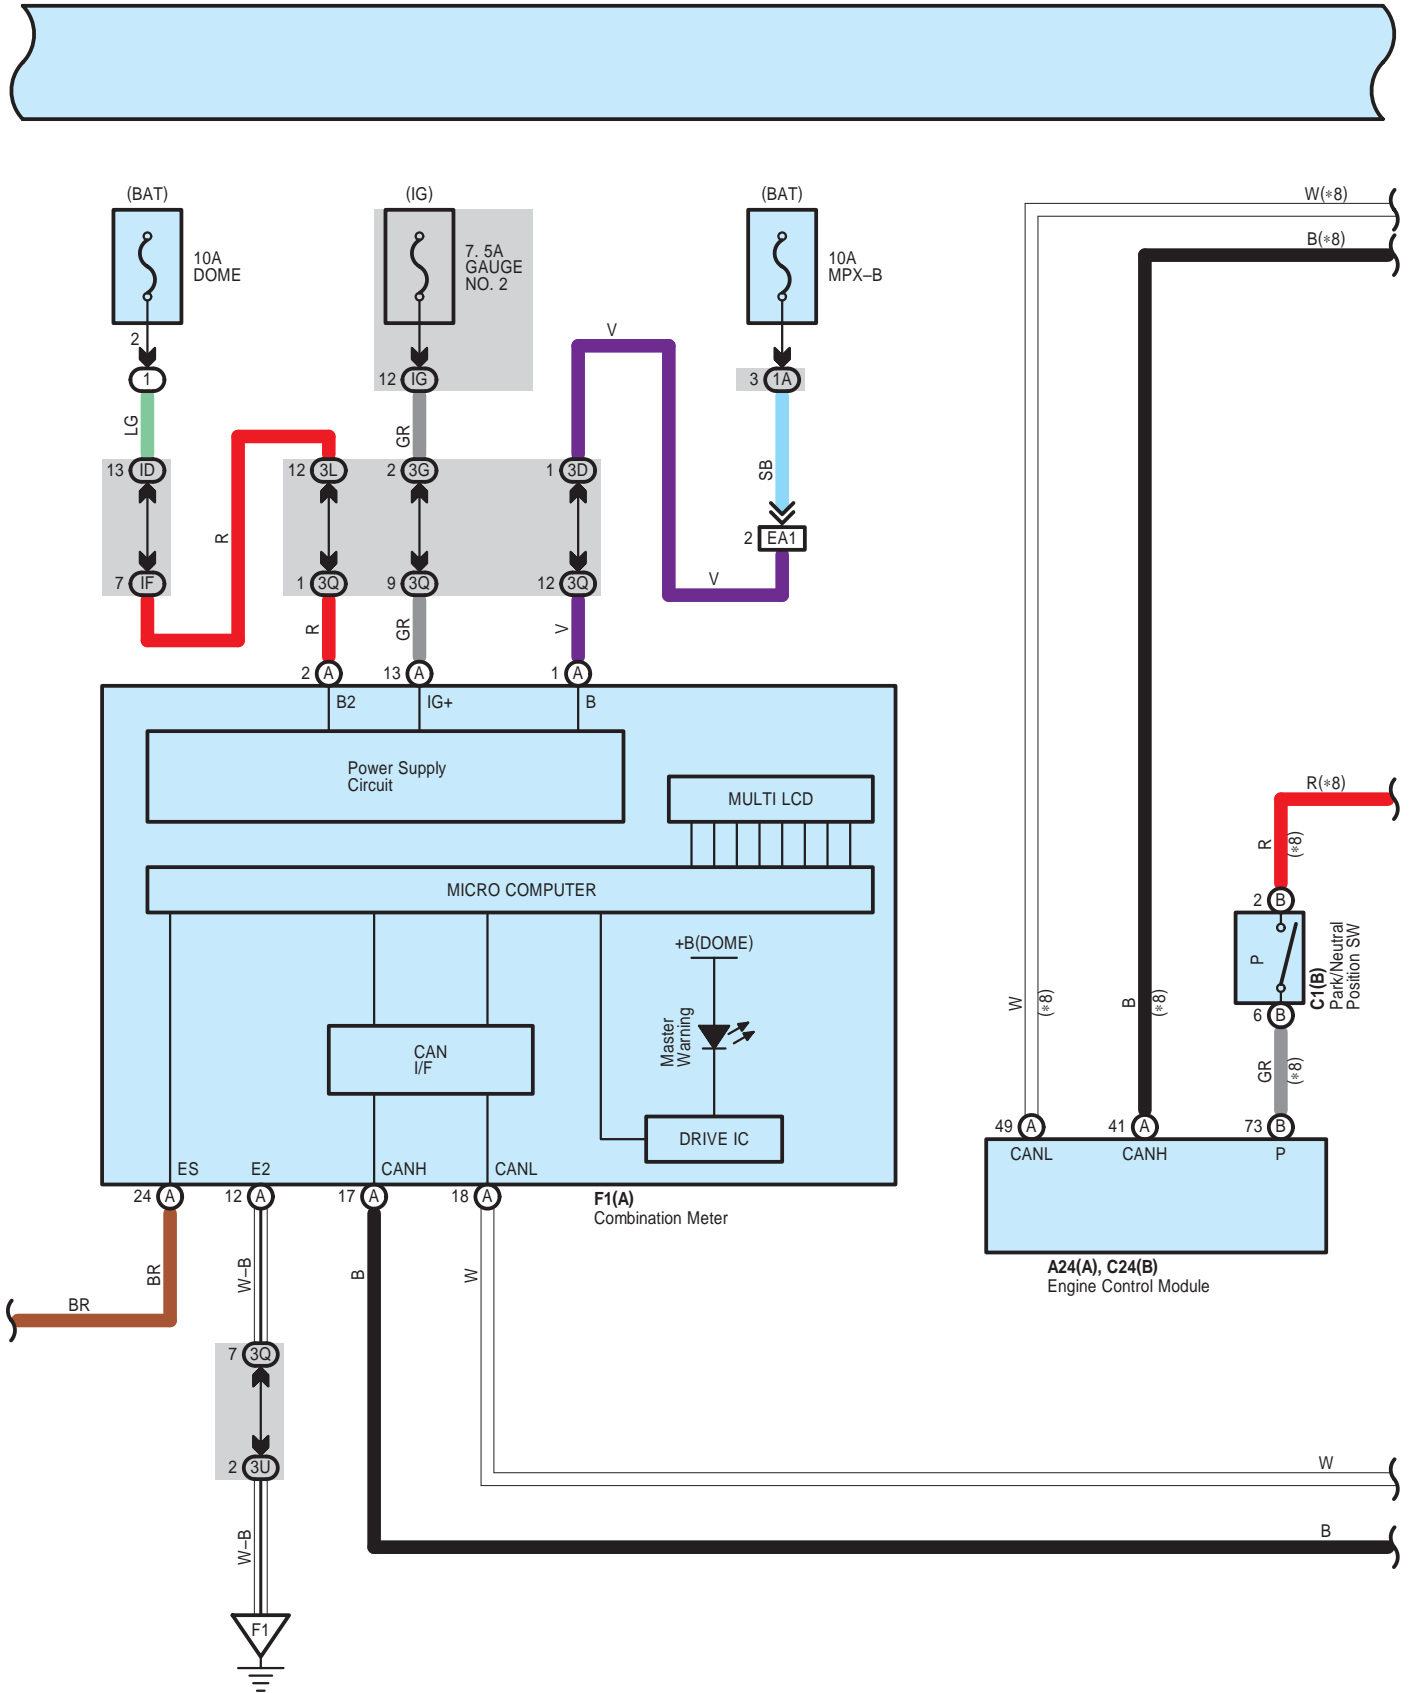 (BAT)
(IG)
(BAT)
W(∗8)
B(∗8)
10A
DOME
7. 5A
GAUGE
NO. 2
10A
MPX–B
2
1
12 IG
3 1A
V
LG
GR
SB
R
13 ID
12 3L
2 3G
1 3D
2 EA1
7 IF
1 3Q
9 3Q
12 3Q
V
R
GR
V
2 A
13 A
1 A
B2
IG+
B
Power Supply
Circuit
MULTI LCD
MICRO COMPUTER
+B(DOME)
Master
Warning
CAN
I/F
DRIVE IC
ES
E2
CANH
CANL
24 A
12 A
17 A
18 A
F1(A)
Combination Meter
R(∗8)
R
(∗8)
2 B
P
C1(B)
Park/Neutral
Position SW
6 B
W
(∗8)
B
(∗8)
GR
(∗8)
49 A
41 A
73 B
CANL
CANH
P
A24(A), C24(B)
Engine Control Module
BR
BR
W–B
B
W
7 3Q
2 3U
W–B
F1
W
B